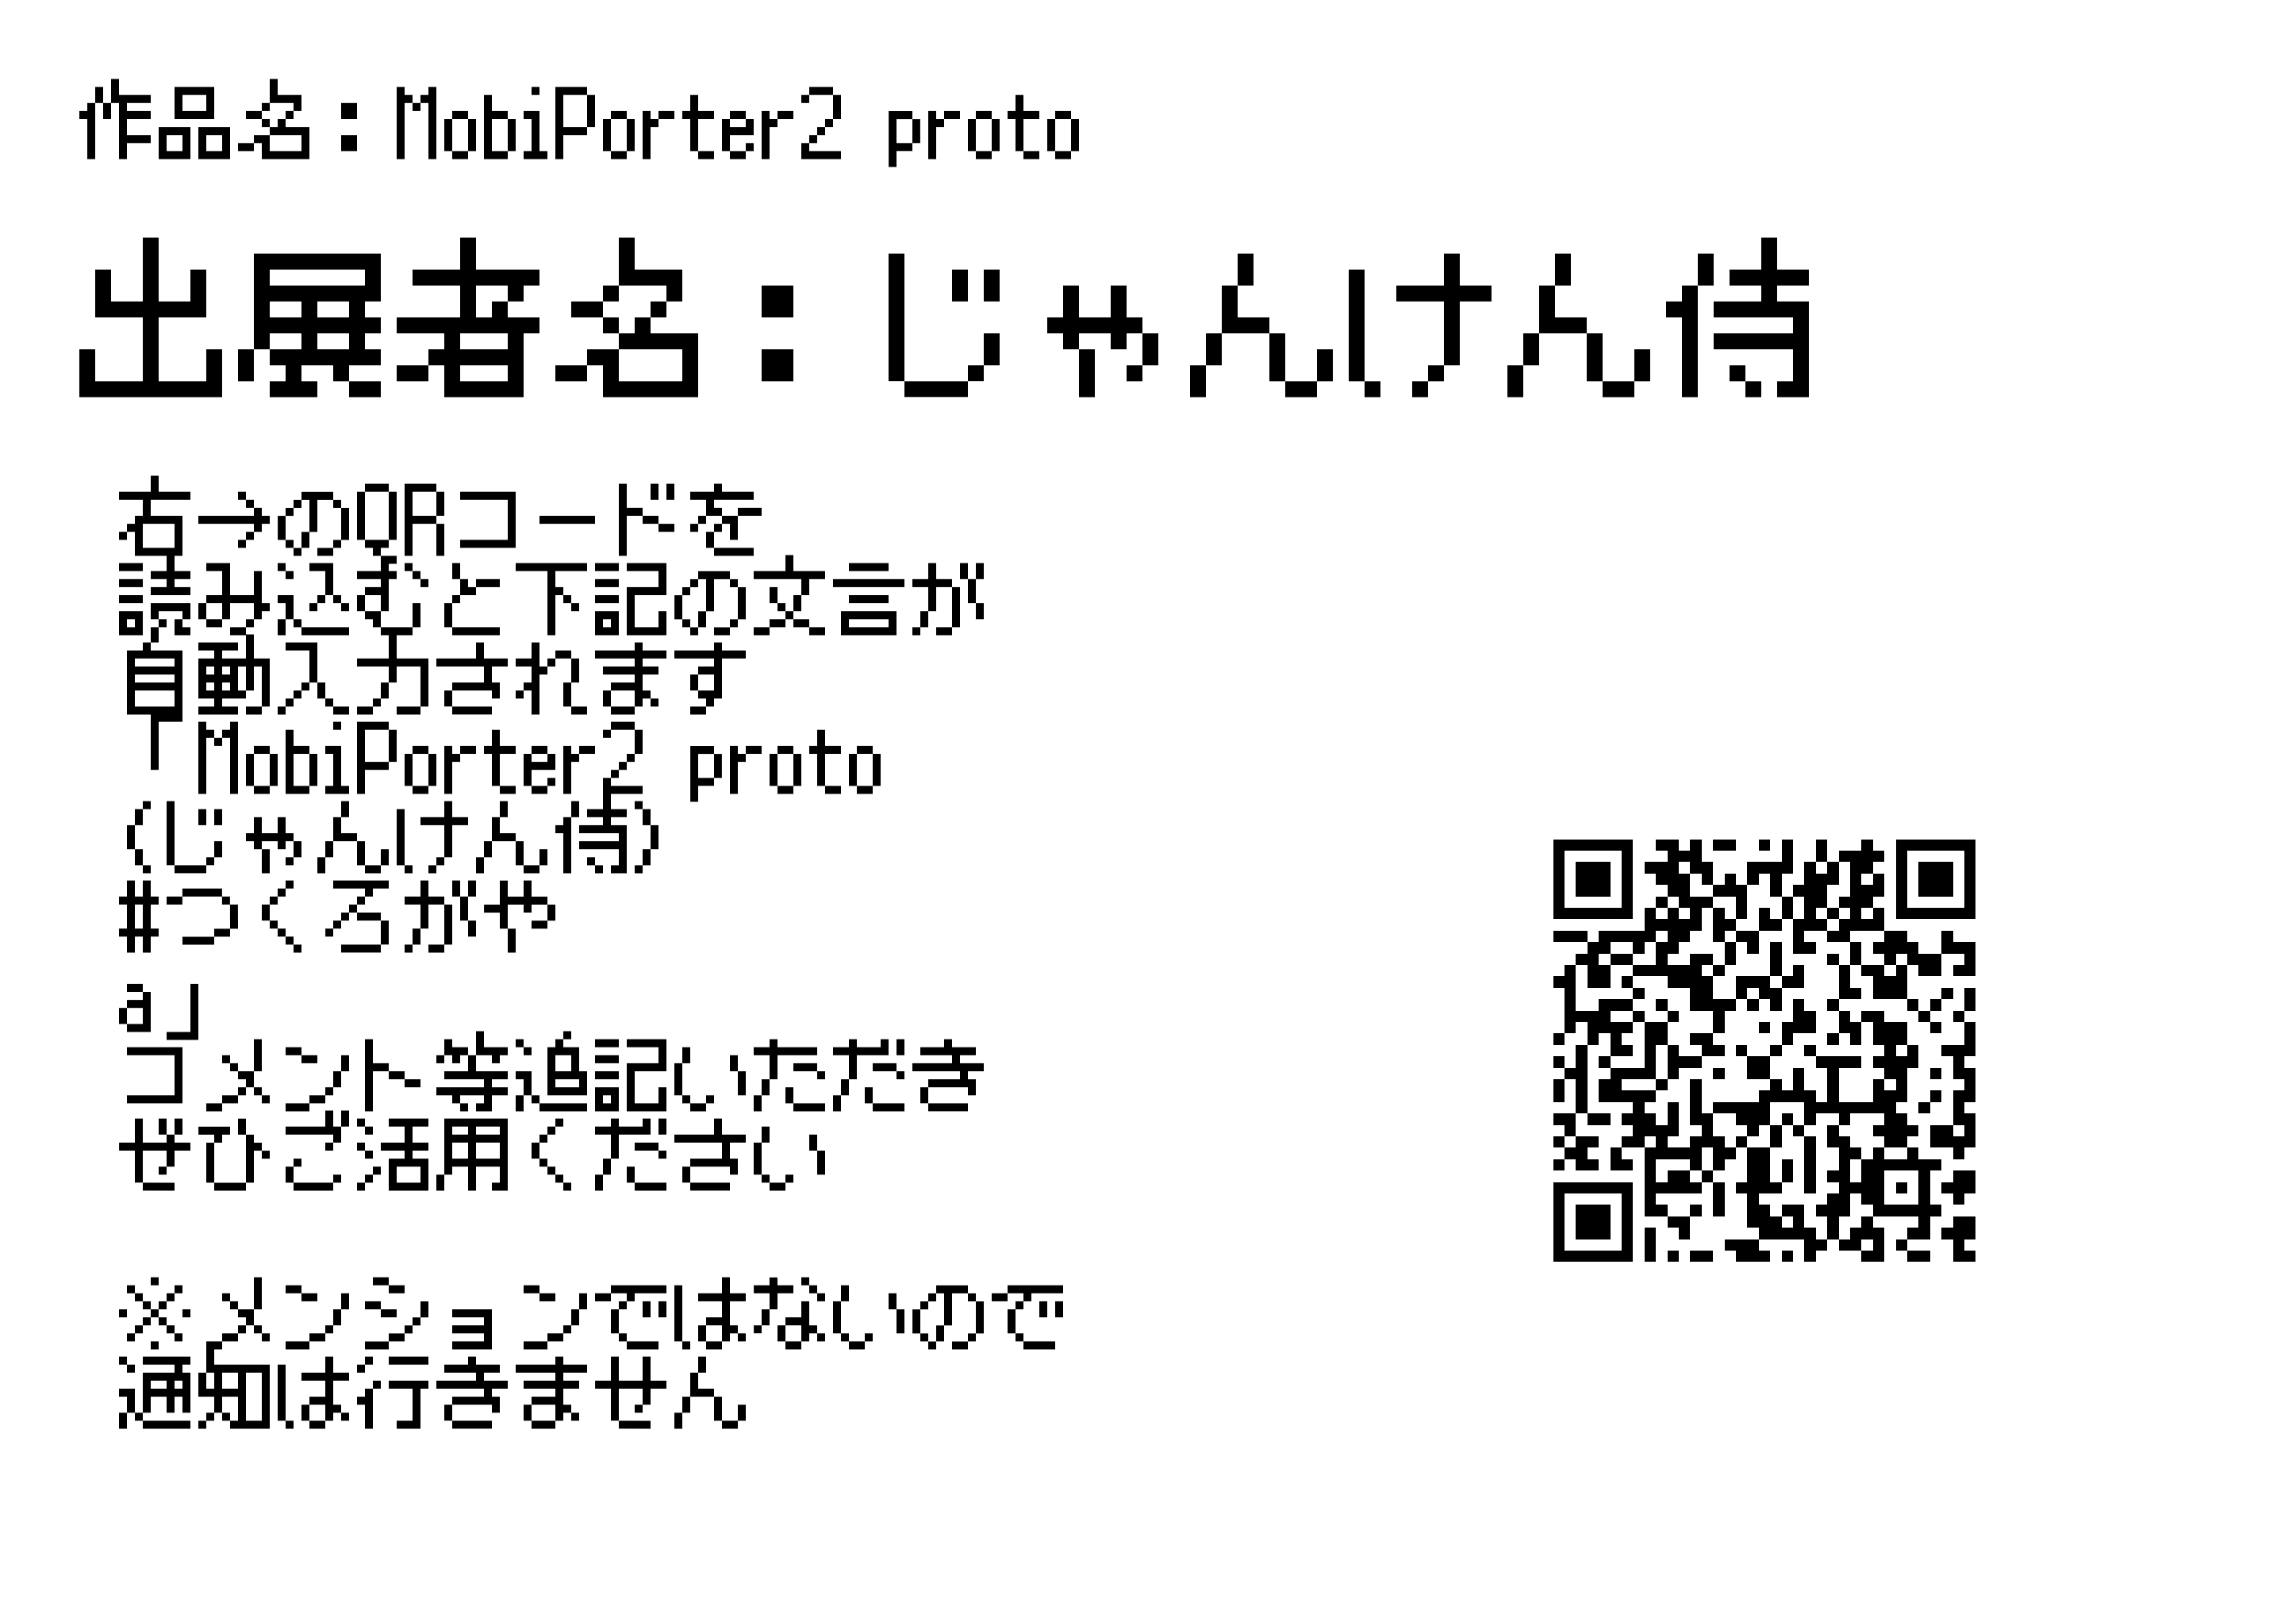 作品名：MobiPorter2 proto
出展者名：じゃんけん侍
右→のQRコードを
読み込むと下記の文言が
自動入力されます
「MobiPorter2 proto
(じゃんけん侍)
#つくろがや
a」
コメント等追記いただき
ぜひご活用ください
※メンションではないので
通知は行きません